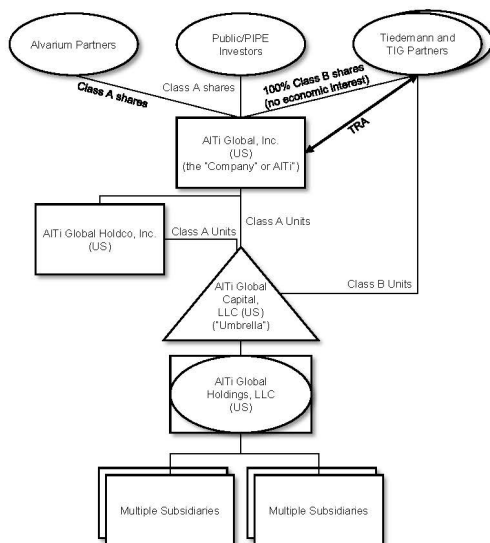 Alvarium Partners
Public/PIPE
Investors
Tiedemann and
TIG Partners
Class A shares
Class A shares
100% Class B shares
(no economic interest)
TRA
AlTi Global, Inc.
(US)
(the "Company" or AlTi")
AlTi Global Holdco, Inc.
(US)
Class A Units
Class A Units
AlTi Global
Capital,
LLC (US)
("Umbrella")
Class B Units
AlTi Global
Holdings, LLC
(US)
Multiple Subsidiaries
Multiple Subsidiaries